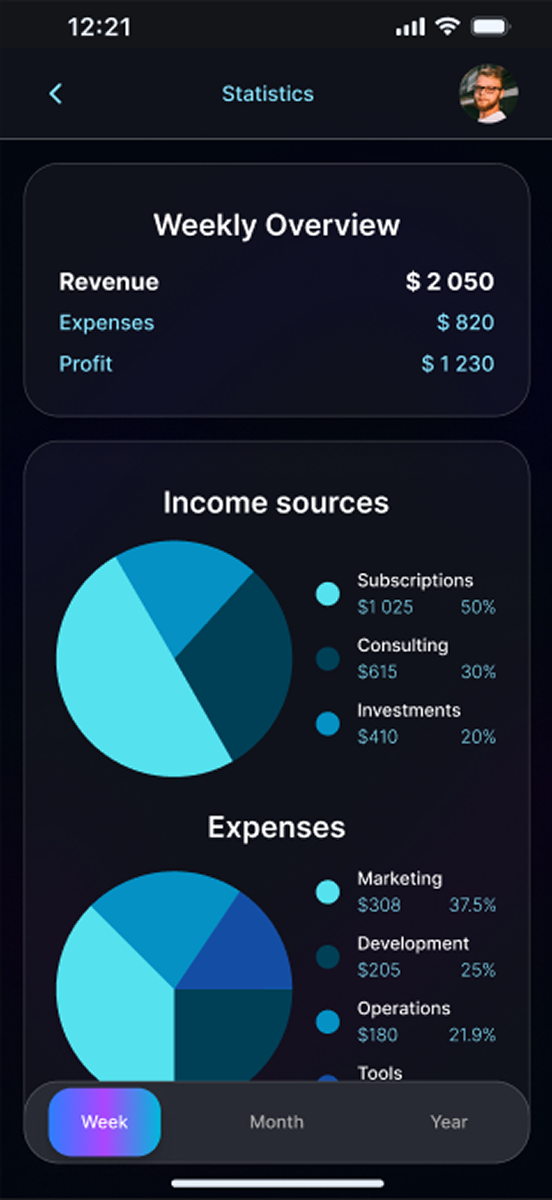 12:21
Statistics
Weekly Overview
Revenue $ 2 050
Expenses $ 820
Profit $ 1 230
Income sources
Subscriptions
$1 025 50%
Consulting
$615 30%
Investments
$410 20%
Expenses
Marketing
$308 37.5%
Development
$205 25%
Operations
$180 21.9%
Tools
Week Month Year